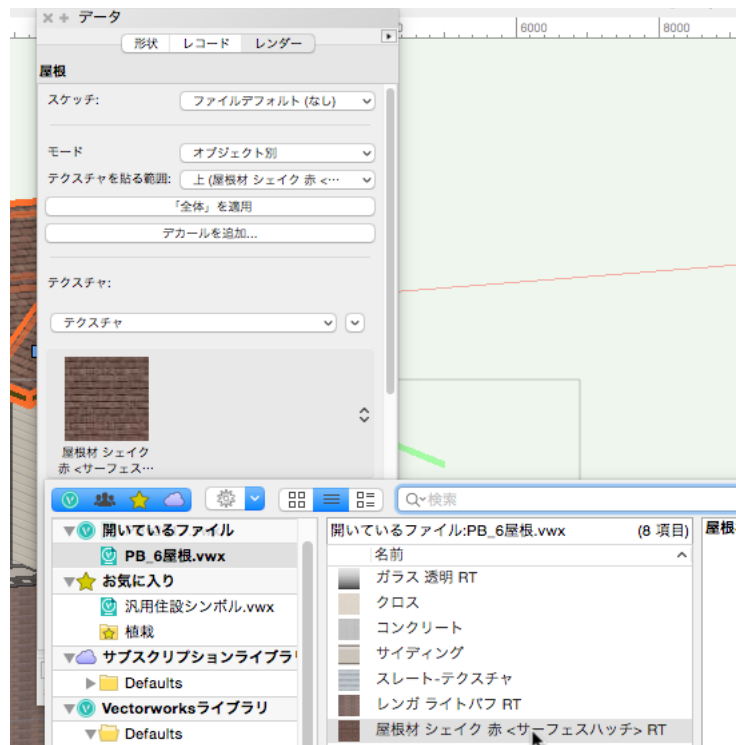 データ
6000
8000
形状 レコード レンダー
屋根
スケッチ: ファイルデフォルト (なし)
モード オブジェクト別
テクスチャを貼る範囲: 上 (屋根材 シェイク 赤 <…
「全体」を適用
デカールを追加...
テクスチャ:
テクスチャ
屋根材 シェイク
赤 <サーフェス…
検索
開いているファイル
PB_6屋根.vwx
お気に入り
汎用住設シンボル.vwx
植栽
サブスクリプションライブラ
Defaults
Vectorworksライブラリ
Defaults
開いているファイル:PB_6屋根.vwx (8 項目)
名前
ガラス 透明 RT
クロス
コンクリート
サイディング
スレート-テクスチャ
レンガ ライトバフ RT
屋根材 シェイク 赤 <サーフェスハッチ> RT
屋根